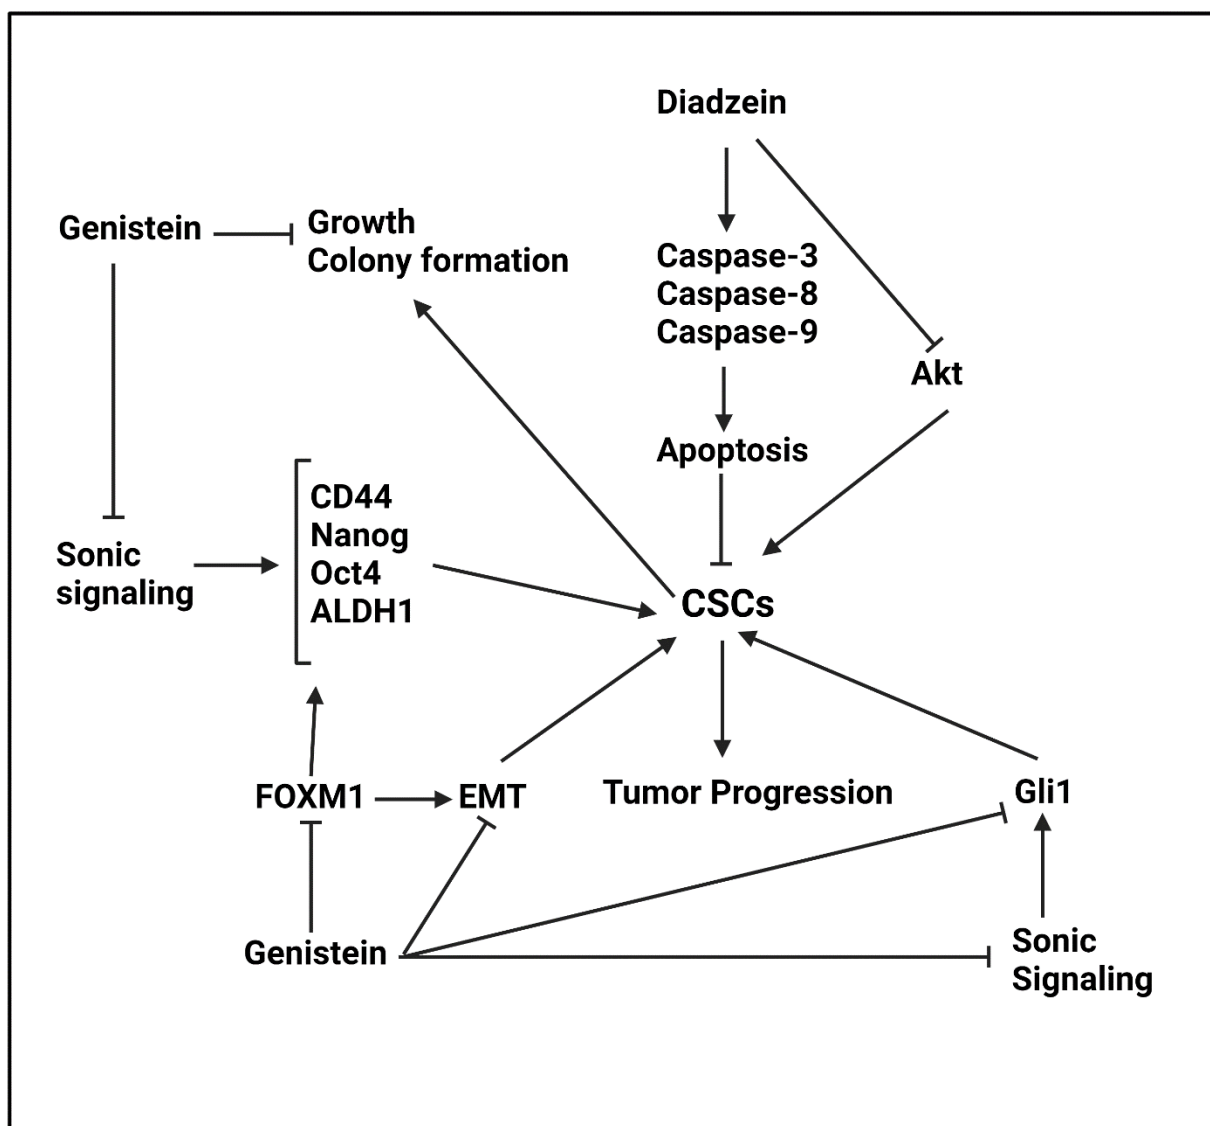 Diadzein
Genistein
Growth
Colony formation
Caspase-3
Caspase-8
Caspase-9
Akt
Apoptosis
CD44
Nanog
Oct4
ALDH1
Sonic
signaling
CSCs
FOXM1
EMT
Tumor Progression
Gli1
Genistein
Sonic
Signaling